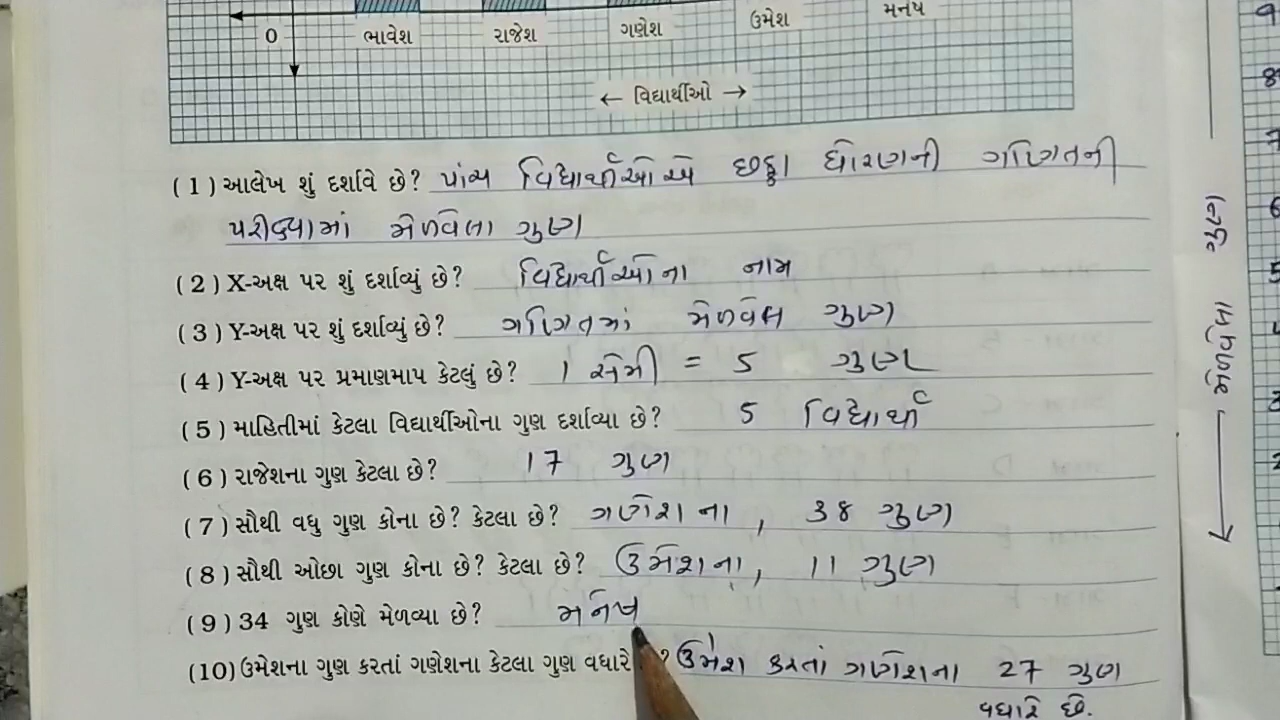 0 ભાવેશ રાજેશ ગણેશ ઉમેશ મનષ
← વિદ્યાર્થીઓ →
(1) આલેખ શું દર્શાવે છે? પાંચ વિદ્યાર્થીઓએ છઠ્ઠા ધોરણની ગણિતની
પરીક્ષામાં મેળવેલા ગુણ
(2) X-અક્ષ પર શું દર્શાવ્યું છે? વિદ્યાર્થીઓના નામ
(3) Y-અક્ષ પર શું દર્શાવ્યું છે? ગણિતમાં મેળવેલ ગુણ
(4) Y-અક્ષ પર પ્રમાણમાપ કેટલું છે? 1 સેમી = 5 ગુણ
(5) માહિતીમાં કેટલા વિદ્યાર્થીઓના ગુણ દર્શાવ્યા છે? 5 વિદ્યાર્થી
(6) રાજેશના ગુણ કેટલા છે? 17 ગુણ
(7) સૌથી વધુ ગુણ કોના છે? કેટલા છે? ગણેશના, 38 ગુણ
(8) સૌથી ઓછા ગુણ કોના છે? કેટલા છે? ઉમેશના, 11 ગુણ
(9) 34 ગુણ કોણે મેળવ્યા છે? મનષ
(10) ઉમેશના ગુણ કરતાં ગણેશના કેટલા ગુણ વધારે ? ઉમેશ કરતાં ગણેશના 27 ગુણ
વધારે છે.
મેળવેલા ગુણ